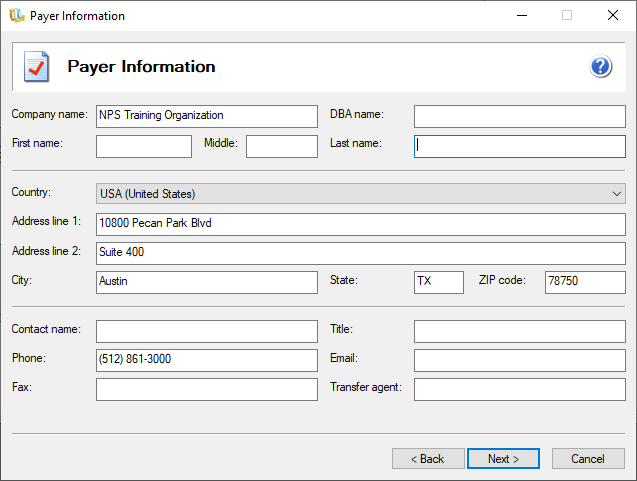 Payer Information
Payer Information
Company name: NPS Training Organization DBA name:
First name: Middle: Last name:
Country: USA (United States)
Address line 1: 10800 Pecan Park Blvd
Address line 2: Suite 400
City: Austin State: TX ZIP code: 78750
Contact name: Title:
Phone: (512) 861-3000 Email:
Fax: Transfer agent:
< Back Next > Cancel